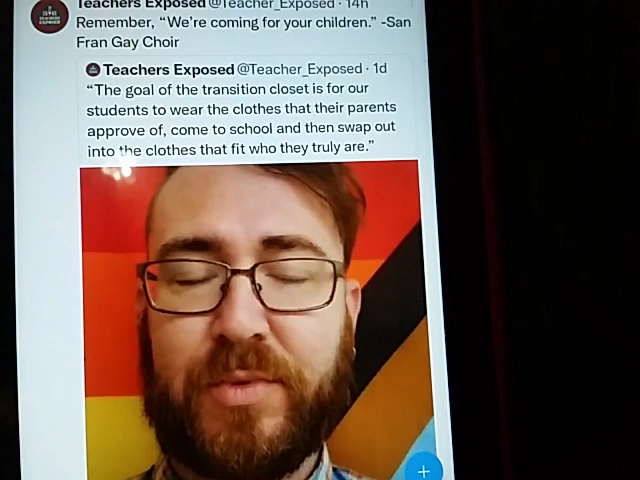 Teachers Exposed @Teacher_Exposed · 14h
Remember, “We’re coming for your children.” -San
Fran Gay Choir
Teachers Exposed @Teacher_Exposed · 1d
“The goal of the transition closet is for our
students to wear the clothes that their parents
approve of, come to school and then swap out
into the clothes that fit who they truly are.”